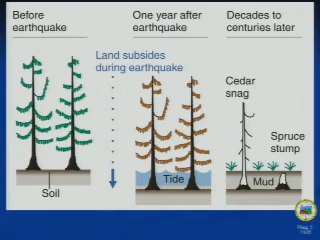 Before
earthquake
One year after
earthquake
Decades to
centuries later
Land subsides
during earthquake
Cedar
snag
Spruce
stump
Tide
Mud
Soil